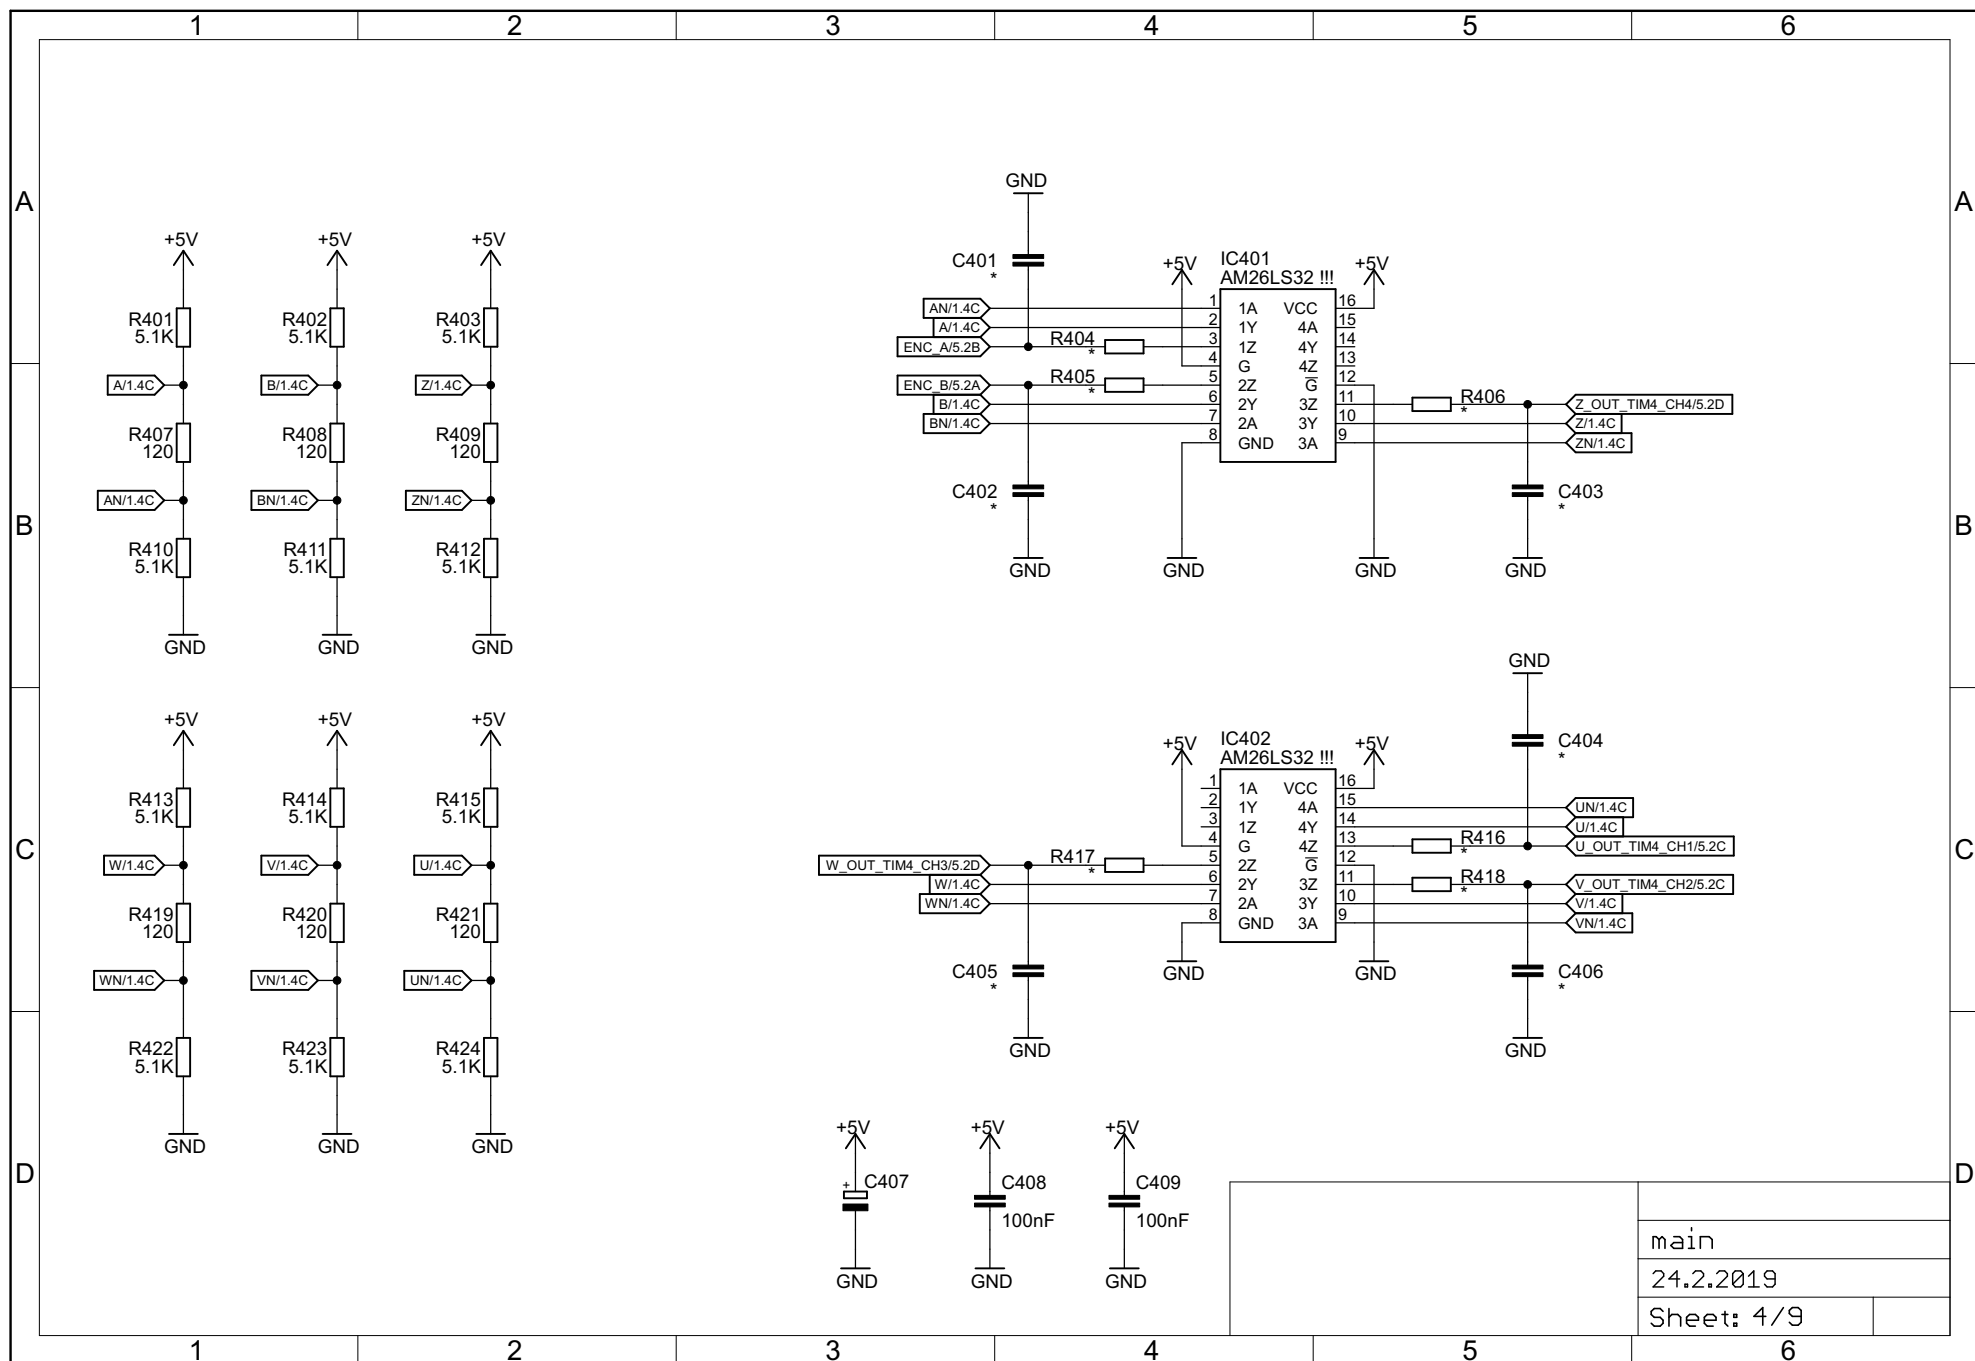 1 2 3 4 5 6
A A
B B
C C
D D
+5V +5V +5V
R401 5.1K
R402 5.1K
R403 5.1K
A/1.4C
B/1.4C
Z/1.4C
R407 120
R408 120
R409 120
AN/1.4C
BN/1.4C
ZN/1.4C
R410 5.1K
R411 5.1K
R412 5.1K
GND GND GND
+5V +5V +5V
R413 5.1K
R414 5.1K
R415 5.1K
W/1.4C
V/1.4C
U/1.4C
R419 120
R420 120
R421 120
WN/1.4C
VN/1.4C
UN/1.4C
R422 5.1K
R423 5.1K
R424 5.1K
GND GND GND
GND
C401
*
+5V
IC401
AM26LS32 !!!
+5V
AN/1.4C
A/1.4C
ENC_A/5.2B
R404
*
ENC_B/5.2A
R405
*
B/1.4C
BN/1.4C
1 1A VCC 16
2 1Y 4A 15
3 1Z 4Y 14
4 G 4Z 13
5 2Z G 12
6 2Y 3Z 11
7 2A 3Y 10
8 GND 3A 9
R406
*
Z_OUT_TIM4_CH4/5.2D
Z/1.4C
ZN/1.4C
C402
*
C403
*
GND GND GND GND
GND
C404
*
+5V
IC402
AM26LS32 !!!
+5V
1 1A VCC 16
2 1Y 4A 15
3 1Z 4Y 14
4 G 4Z 13
5 2Z G 12
6 2Y 3Z 11
7 2A 3Y 10
8 GND 3A 9
UN/1.4C
U/1.4C
R416
*
U_OUT_TIM4_CH1/5.2C
R418
*
V_OUT_TIM4_CH2/5.2C
V/1.4C
VN/1.4C
W_OUT_TIM4_CH3/5.2D
R417
*
W/1.4C
WN/1.4C
C405
*
GND GND
C406
*
GND GND
+5V +5V +5V
+ C407
C408
100nF
C409
100nF
GND GND GND
main
24.2.2019
Sheet: 4/9
1 2 3 4 5 6